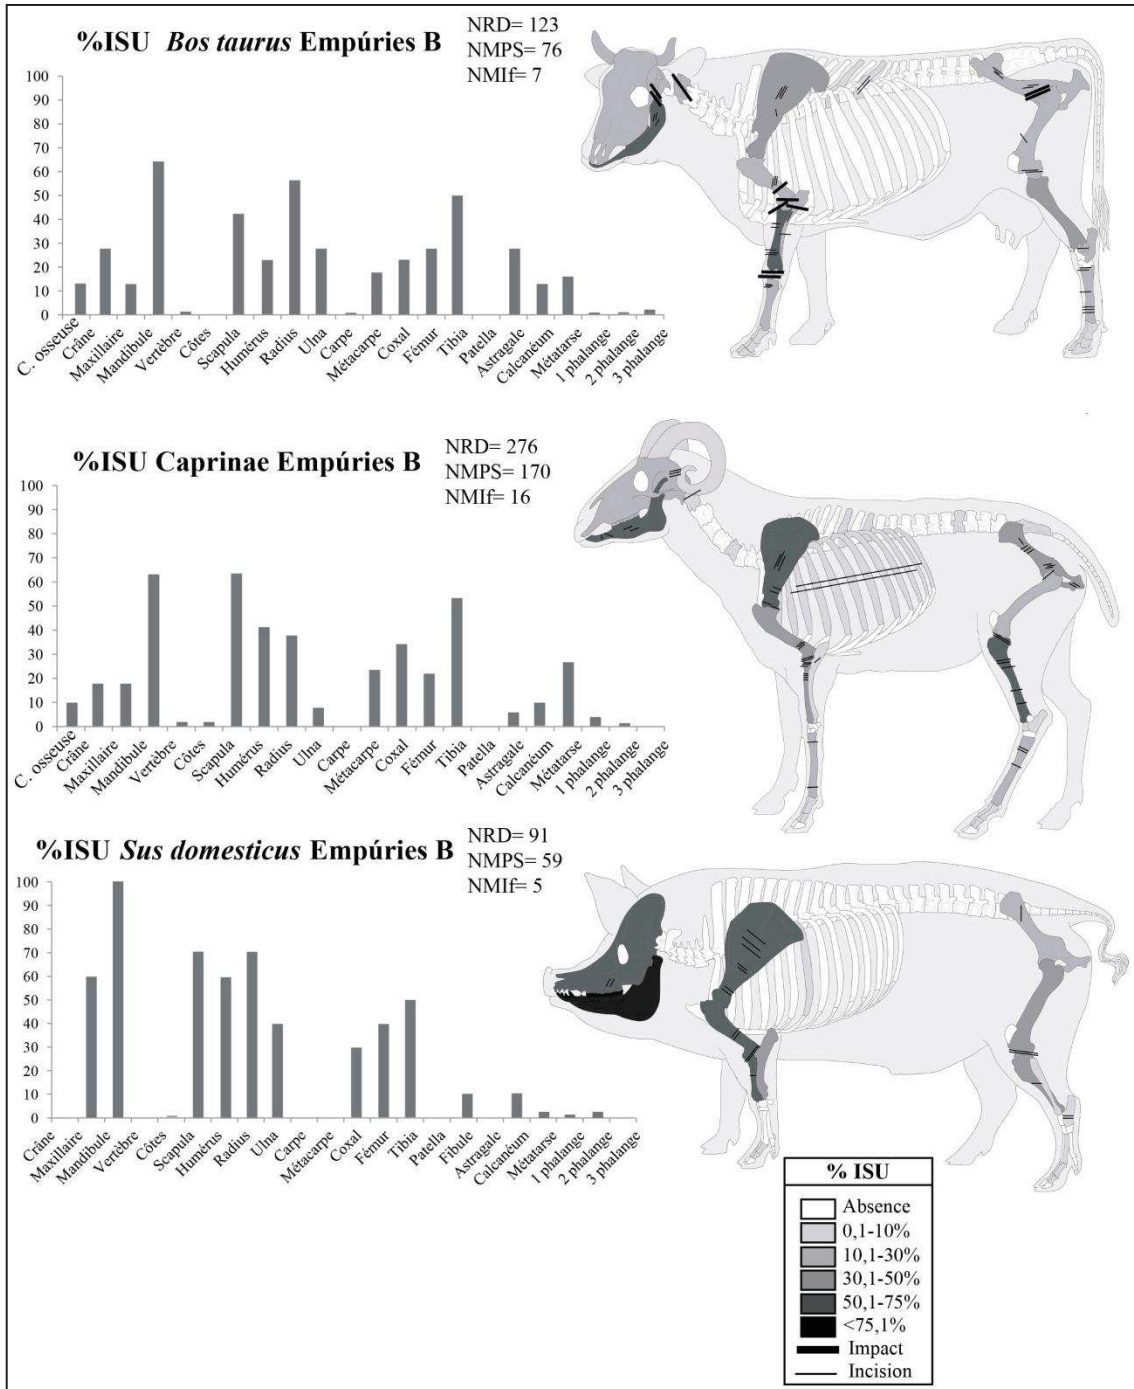 %ISU Bos taurus Empúries B
NRD= 123
NMPS= 76
NMIf= 7
100
90
80
70
60
50
40
30
20
10
0
C. osseuse
Crâne
Maxillaire
Mandibule
Vertèbre
Côtes
Scapula
Humérus
Radius
Ulna
Carpe
Métacarpe
Coxal
Fémur
Tibia
Patella
Astragale
Calcanéum
Métatarse
1 phalange
2 phalange
3 phalange
%ISU Caprinae Empúries B
NRD= 276
NMPS= 170
NMIf= 16
100
90
80
70
60
50
40
30
20
10
0
C. osseuse
Crâne
Maxillaire
Mandibule
Vertèbre
Côtes
Scapula
Humérus
Radius
Ulna
Carpe
Métacarpe
Coxal
Fémur
Tibia
Patella
Astragale
Calcanéum
Métatarse
1 phalange
2 phalange
3 phalange
%ISU Sus domesticus Empúries B
NRD= 91
NMPS= 59
NMIf= 5
100
90
80
70
60
50
40
30
20
10
0
Crâne
Maxillaire
Mandibule
Vertèbre
Côtes
Scapula
Humérus
Radius
Ulna
Carpe
Métacarpe
Coxal
Fémur
Tibia
Patella
Fibule
Astragale
Calcanéum
Métatarse
1 phalange
2 phalange
3 phalange
% ISU
Absence
0,1-10%
10,1-30%
30,1-50%
50,1-75%
<75,1%
Impact
Incision